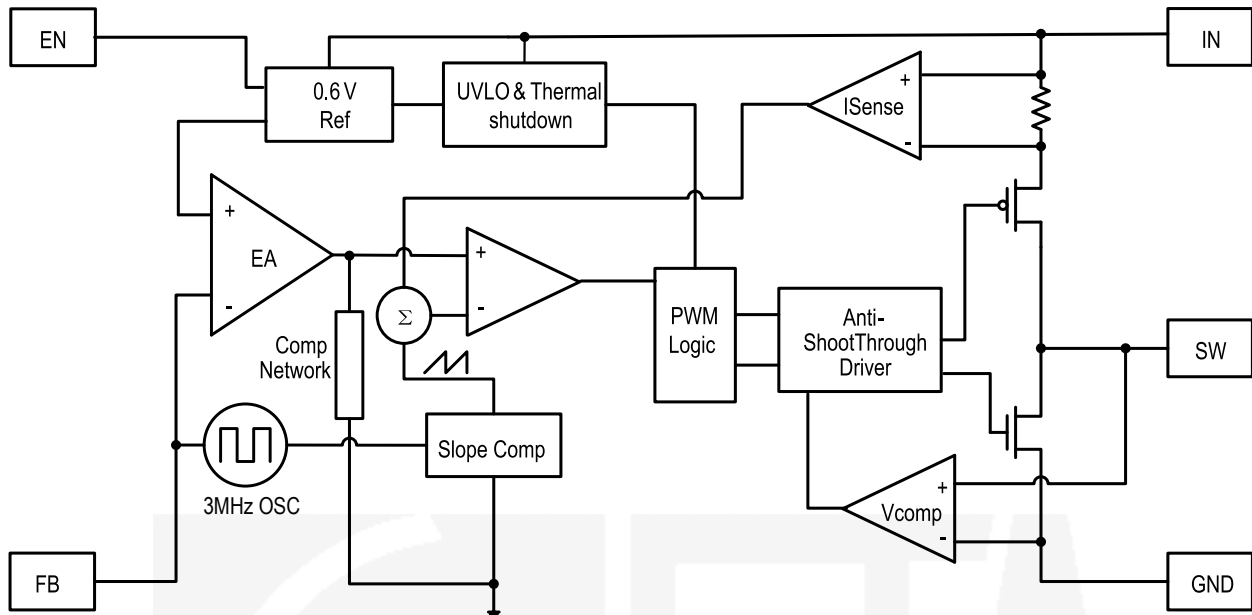 EN
IN
0.6 V
Ref
UVLO & Thermal
shutdown
+
ISense
-
+
EA
-
+
-
Σ
Comp
Network
PWM
Logic
Anti-
ShootThrough
Driver
SW
Slope Comp
3MHz OSC
+
Vcomp
-
FB
GND